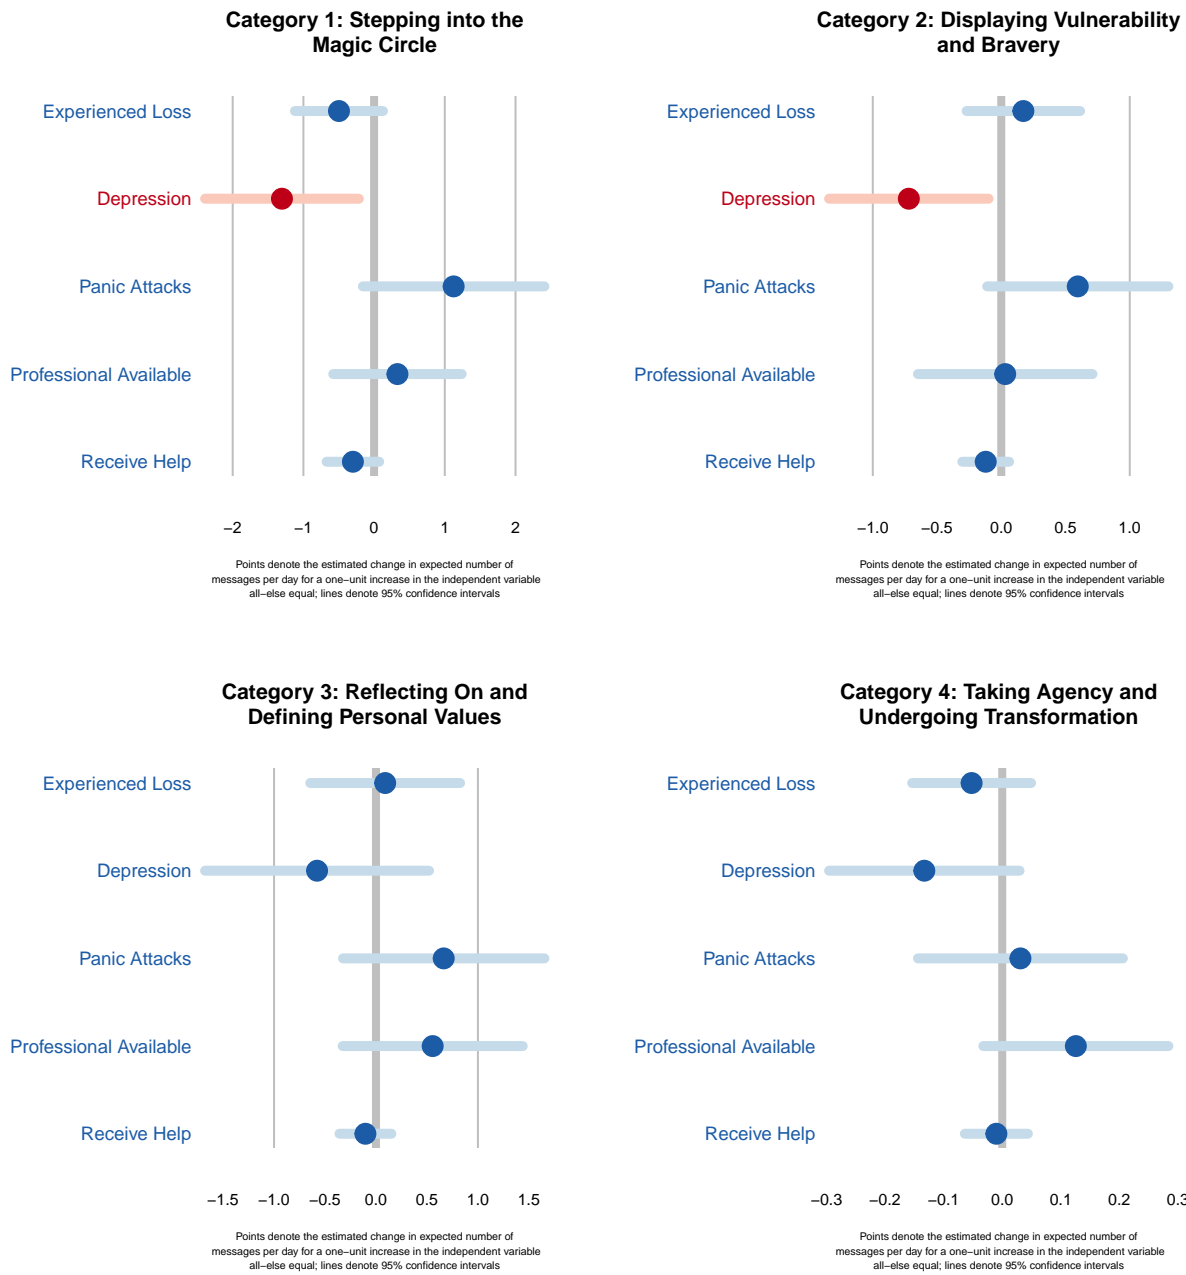 Category 1: Stepping into the
Magic Circle
Experienced Loss
Depression
Panic Attacks
Professional Available
Receive Help
−2 −1 0 1 2
Points denote the estimated change in expected number of
messages per day for a one−unit increase in the independent variable
all−else equal; lines denote 95% confidence intervals
Category 2: Displaying Vulnerability
and Bravery
Experienced Loss
Depression
Panic Attacks
Professional Available
Receive Help
−1.0 −0.5 0.0 0.5 1.0
Points denote the estimated change in expected number of
messages per day for a one−unit increase in the independent variable
all−else equal; lines denote 95% confidence intervals
Category 3: Reflecting On and
Defining Personal Values
Experienced Loss
Depression
Panic Attacks
Professional Available
Receive Help
−1.5 −1.0 −0.5 0.0 0.5 1.0 1.5
Points denote the estimated change in expected number of
messages per day for a one−unit increase in the independent variable
all−else equal; lines denote 95% confidence intervals
Category 4: Taking Agency and
Undergoing Transformation
Experienced Loss
Depression
Panic Attacks
Professional Available
Receive Help
−0.3 −0.2 −0.1 0.0 0.1 0.2 0.3
Points denote the estimated change in expected number of
messages per day for a one−unit increase in the independent variable
all−else equal; lines denote 95% confidence intervals